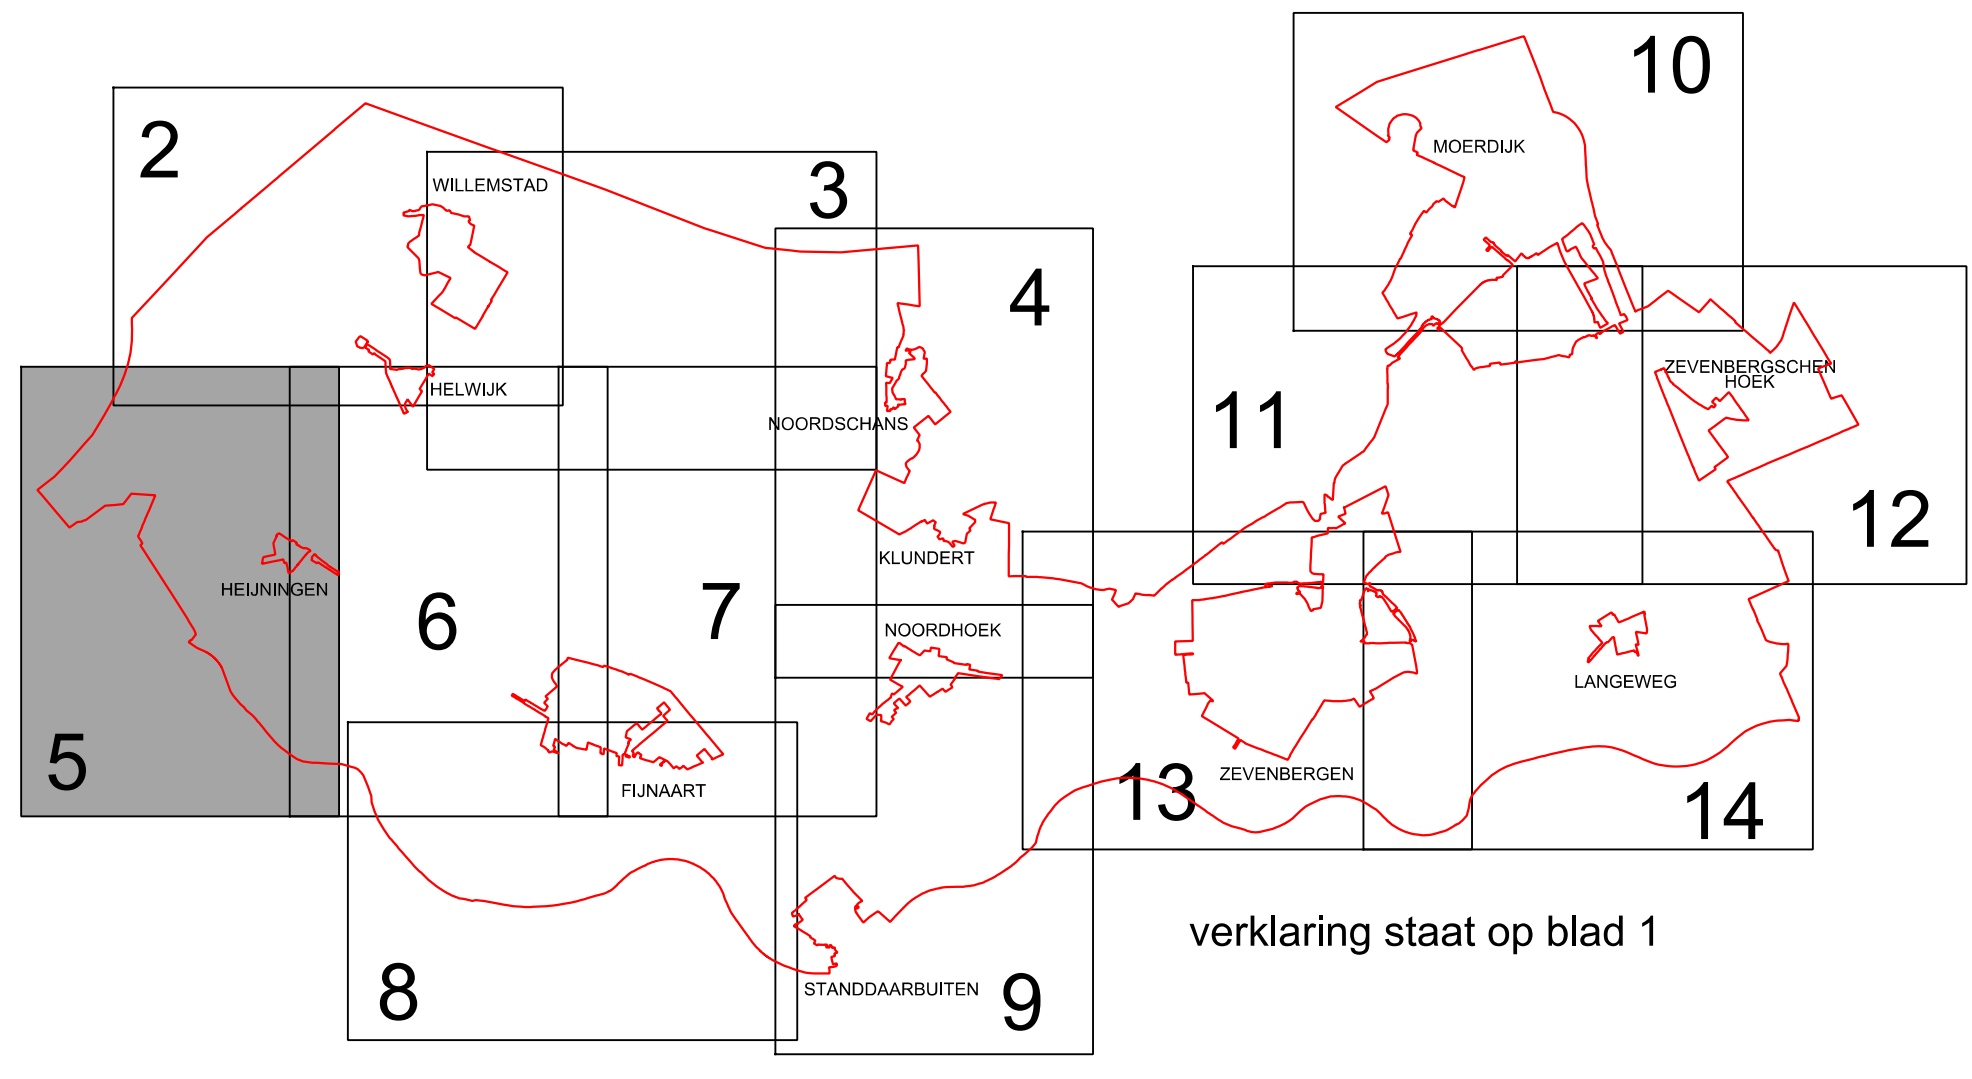 10
2
MOERDIJK
3
WILLEMSTAD
4
ZEVENBERGSCHEN
HOEK
HELWIJK
11
NOORDSCHANS
12
KLUNDERT
HEIJNINGEN
6
7
NOORDHOEK
LANGEWEG
5
ZEVENBERGEN
FIJNAART
13
14
verklaring staat op blad 1
8
STANDDAARBUITEN
9